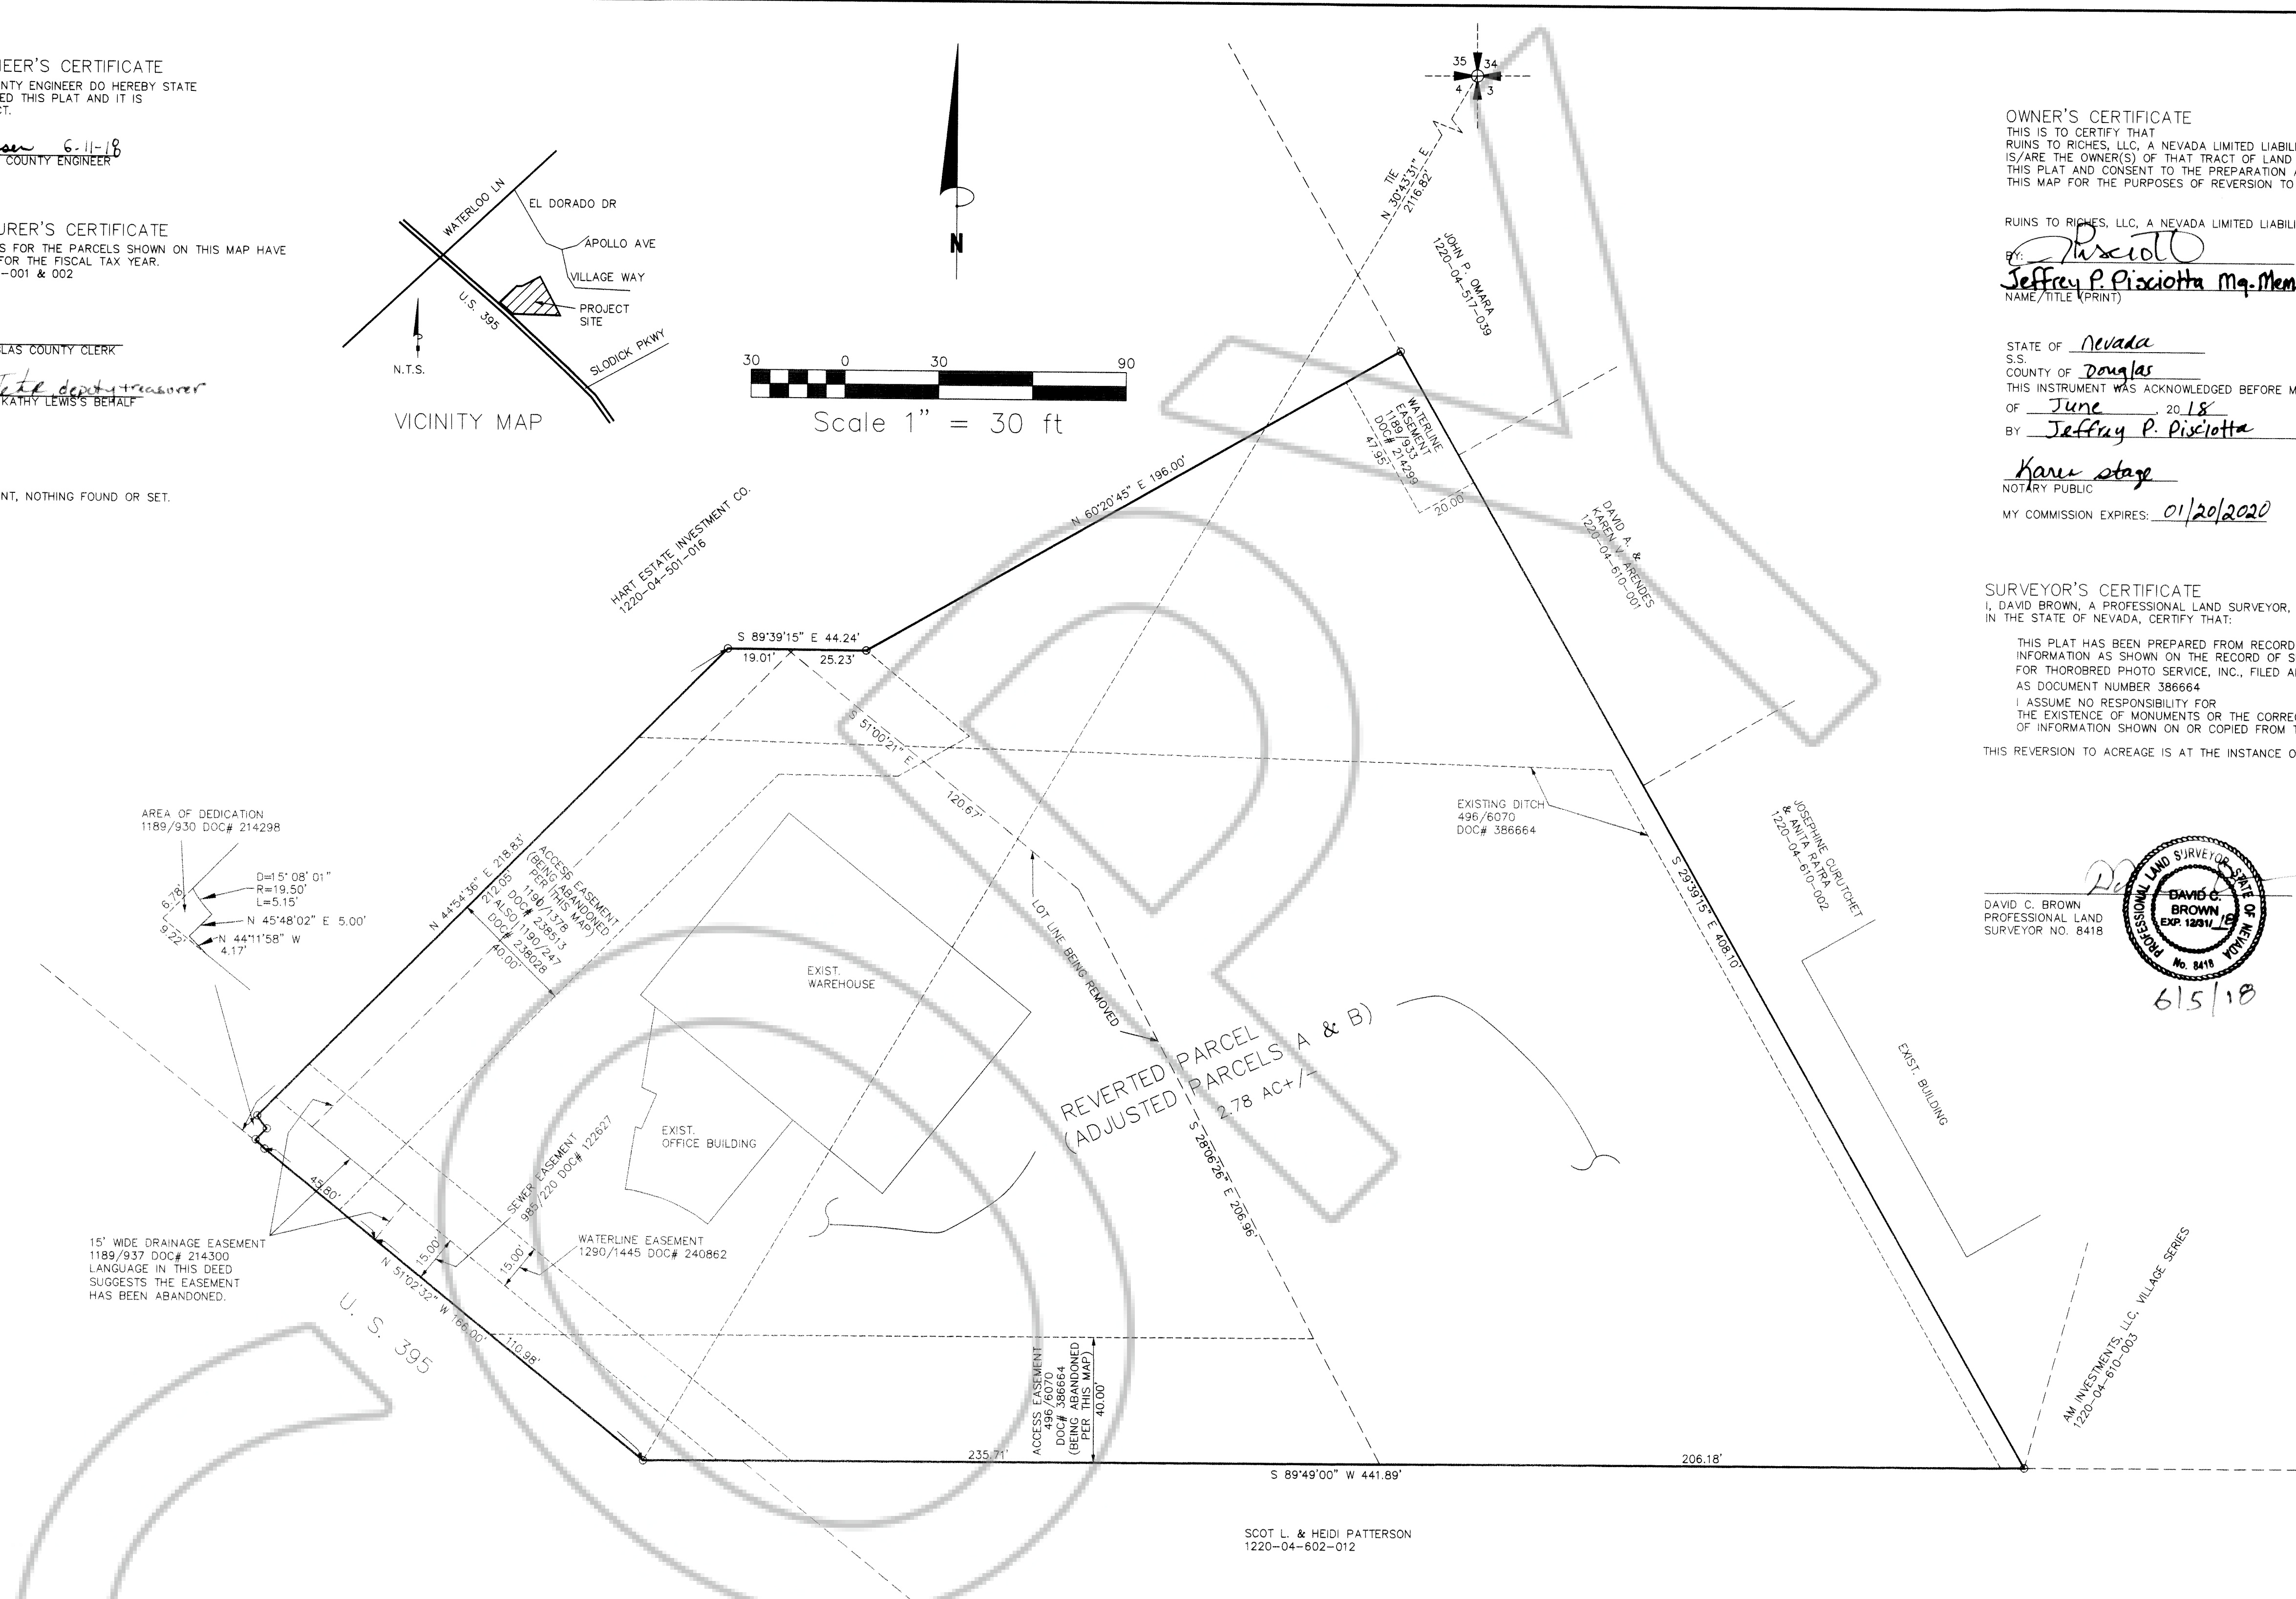 NEER'S CERTIFICATE
NTY ENGINEER DO HEREBY STATE
ED THIS PLAT AND IT IS
CT.
6-11-18
COUNTY ENGINEER
URER'S CERTIFICATE
S FOR THE PARCELS SHOWN ON THIS MAP HAVE
FOR THE FISCAL TAX YEAR.
-001 & 002
LAS COUNTY CLERK
deputy treasurer
KATHY LEWIS'S BEHALF
NT, NOTHING FOUND OR SET.
WATERLOO LN
EL DORADO DR
APOLLO AVE
VILLAGE WAY
PROJECT
SITE
U.S. 395
SLODICK PKWY
N.T.S.
VICINITY MAP
N
30 0 30 90
Scale 1" = 30 ft
35 34
4 3
TIE
N 30°43'31" E
2116.82'
JOHN P. OMARA
1220-04-517-039
WATERLINE
EASEMENT
1189/933
DOC# 214299
47.95'
20.00'
N 60°20'45" E 196.00'
HART ESTATE INVESTMENT CO.
1220-04-501-016
DAVID A. &
KAREN V. ARENDES
1220-04-610-001
S 89°39'15" E 44.24'
19.01' 25.23'
S 51°00'21" E
120.67'
EXISTING DITCH
496/6070
DOC# 386664
JOSEPHINE CURUTCHET
& ANITA RATRA
1220-04-610-002
S 29°39'15" E 408.10'
AREA OF DEDICATION
1189/930 DOC# 214298
D=15° 08' 01"
R=19.50'
L=5.15'
6.78'
N 45°48'02" E 5.00'
9.22'
N 44°11'58" W
4.17'
N 44°54'36" E 218.83'
212.05'
ACCESS EASEMENT
(BEING ABANDONED
PER THIS MAP)
1190/1378
DOC# 238513
ALSO 1190/247
DOC# 238028
40.00'
LOT LINE BEING REMOVED
EXIST.
WAREHOUSE
EXIST.
OFFICE BUILDING
REVERTED PARCEL
(ADJUSTED PARCELS A & B)
2.78 AC+/-
S 28°06'26" E 206.96'
EXIST. BUILDING
SEWER EASEMENT
985/220 DOC# 122627
WATERLINE EASEMENT
1290/1445 DOC# 240862
45.80'
15.00'
15.00'
15' WIDE DRAINAGE EASEMENT
1189/937 DOC# 214300
LANGUAGE IN THIS DEED
SUGGESTS THE EASEMENT
HAS BEEN ABANDONED.
N 51°02'32" W 166.00'
110.98'
U. S. 395
ACCESS EASEMENT
496/6070
DOC# 386664
(BEING ABANDONED
PER THIS MAP)
40.00'
235.71'
206.18'
S 89°49'00" W 441.89'
AM INVESTMENTS, LLC, VILLAGE SERIES
1220-04-610-003
SCOT L. & HEIDI PATTERSON
1220-04-602-012
OWNER'S CERTIFICATE
THIS IS TO CERTIFY THAT
RUINS TO RICHES, LLC, A NEVADA LIMITED LIABILI
IS/ARE THE OWNER(S) OF THAT TRACT OF LAND
THIS PLAT AND CONSENT TO THE PREPARATION A
THIS MAP FOR THE PURPOSES OF REVERSION TO
RUINS TO RICHES, LLC, A NEVADA LIMITED LIABILI
BY: JPisciott
Jeffrey P. Pisciotta Mg. Mem
NAME/TITLE (PRINT)
STATE OF Nevada
S.S.
COUNTY OF Douglas
THIS INSTRUMENT WAS ACKNOWLEDGED BEFORE M
OF June, 2018
BY Jeffrey P. Pisciotta
Karen Stage
NOTARY PUBLIC
MY COMMISSION EXPIRES: 01/20/2020
SURVEYOR'S CERTIFICATE
I, DAVID BROWN, A PROFESSIONAL LAND SURVEYOR,
IN THE STATE OF NEVADA, CERTIFY THAT:
THIS PLAT HAS BEEN PREPARED FROM RECORD
INFORMATION AS SHOWN ON THE RECORD OF S
FOR THOROBRED PHOTO SERVICE, INC., FILED A
AS DOCUMENT NUMBER 386664
I ASSUME NO RESPONSIBILITY FOR
THE EXISTENCE OF MONUMENTS OR THE CORREC
OF INFORMATION SHOWN ON OR COPIED FROM T
THIS REVERSION TO ACREAGE IS AT THE INSTANCE O
DAVID C. BROWN
PROFESSIONAL LAND
SURVEYOR NO. 8418
PROFESSIONAL LAND SURVEYOR STATE OF NEVADA
DAVID C.
BROWN
EXP. 12/31/18
No. 8418
6/5/18
COPY